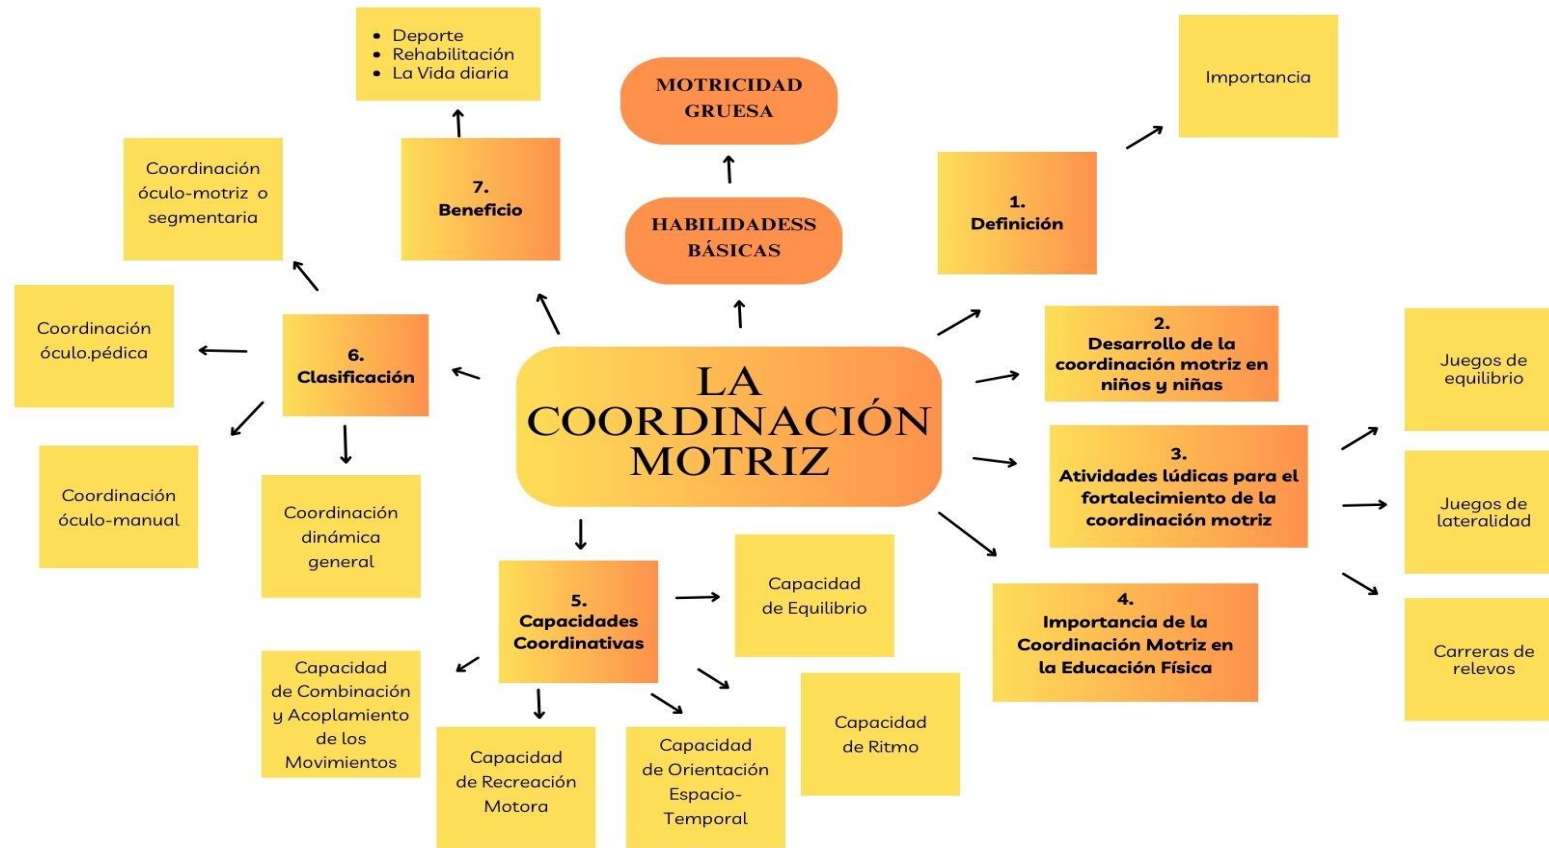 LA
COORDINACIÓN
MOTRIZ
HABILIDADESS
BÁSICAS
MOTRICIDAD
GRUESA
1.
Definición
Importancia
2.
Desarrollo de la
coordinación motriz en
niños y niñas
3.
Atividades lúdicas para el
fortalecimiento de la
coordinación motriz
Juegos de
equilibrio
Juegos de
lateralidad
Carreras de
relevos
4.
Importancia de la
Coordinación Motriz en
la Educación Física
5.
Capacidades
Coordinativas
Capacidad
de Equilibrio
Capacidad
de Ritmo
Capacidad
de Orientación
Espacio-
Temporal
Capacidad
de Recreación
Motora
Capacidad
de Combinación
y Acoplamiento
de los
Movimientos
6.
Clasificación
Coordinación
dinámica
general
Coordinación
óculo-manual
Coordinación
óculo.pédica
Coordinación
óculo-motriz o
segmentaria
7.
Beneficio
• Deporte
• Rehabilitación
• La Vida diaria